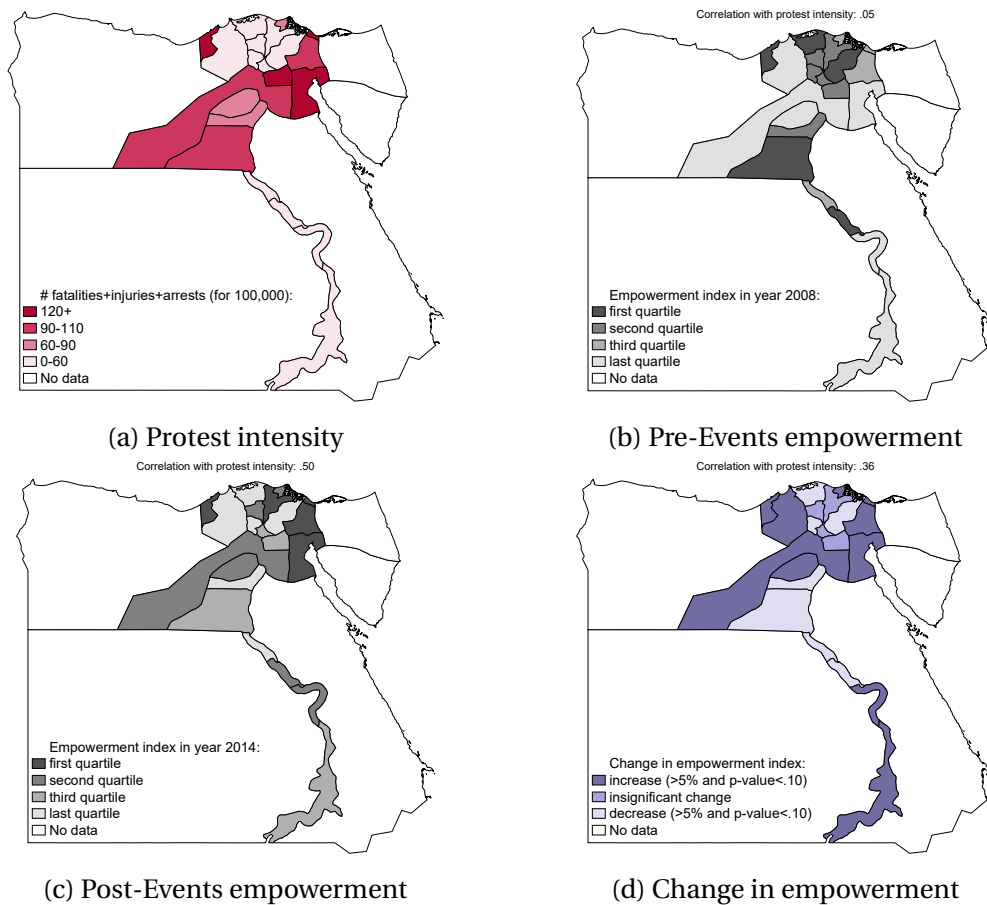 Correlation with protest intensity: .05
# fatalities+injuries+arrests (for 100,000):
120+
90-110
60-90
0-60
No data
Empowerment index in year 2008:
first quartile
second quartile
third quartile
last quartile
No data
(a) Protest intensity
(b) Pre-Events empowerment
Correlation with protest intensity: .50
Correlation with protest intensity: .36
Empowerment index in year 2014:
first quartile
second quartile
third quartile
last quartile
No data
Change in empowerment index:
increase (>5% and p-value<.10)
insignificant change
decrease (>5% and p-value<.10)
No data
(c) Post-Events empowerment
(d) Change in empowerment